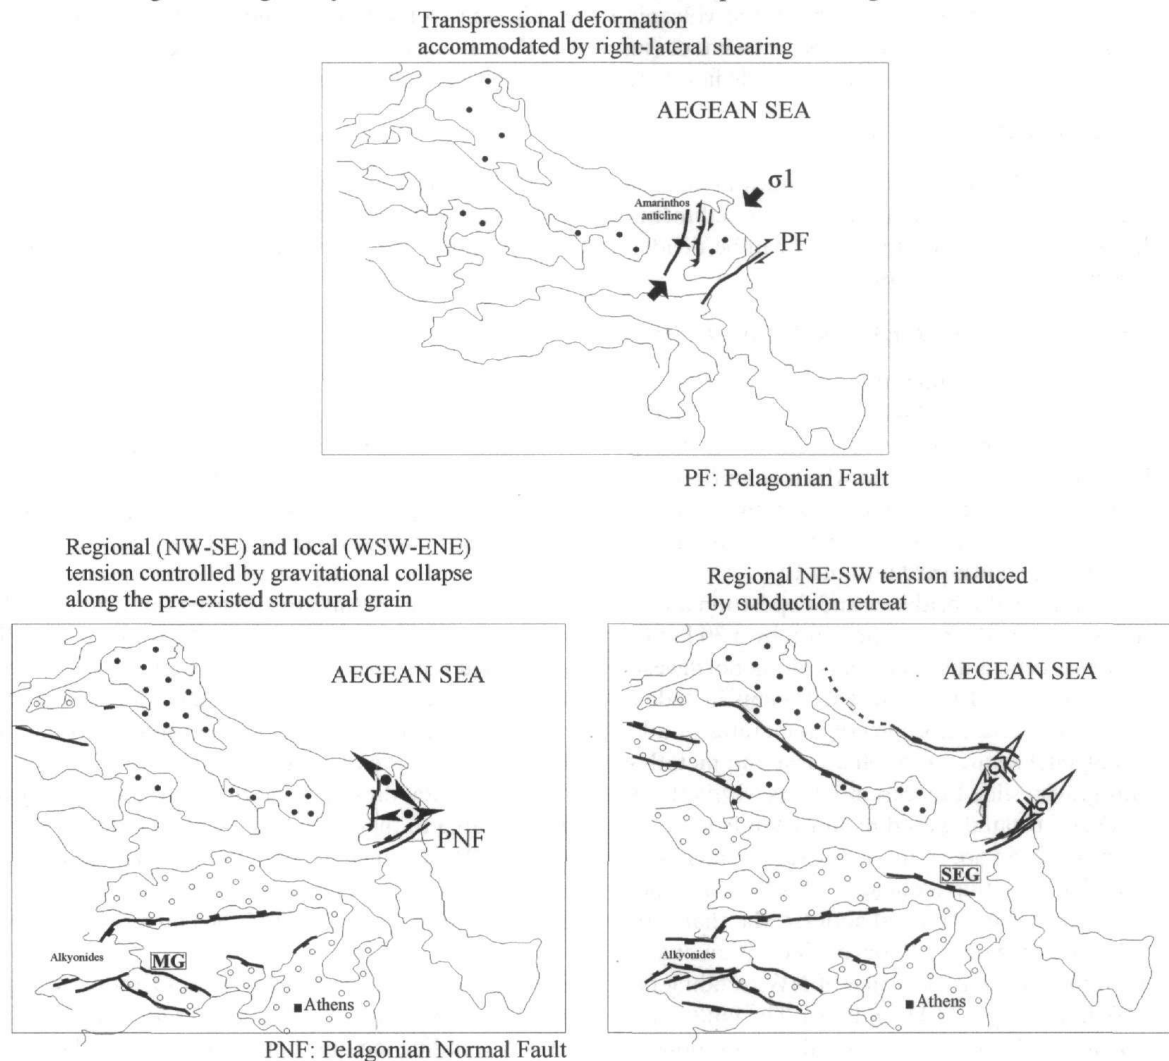 Transpressional deformation
accommodated by right-lateral shearing
AEGEAN SEA
σ1
Amarinthos
anticline
PF
PF: Pelagonian Fault
Regional (NW-SE) and local (WSW-ENE)
tension controlled by gravitational collapse
along the pre-existed structural grain
AEGEAN SEA
PNF
MG
Alkyonides
Athens
PNF: Pelagonian Normal Fault
Regional NE-SW tension induced
by subduction retreat
AEGEAN SEA
SEG
Alkyonides
Athens